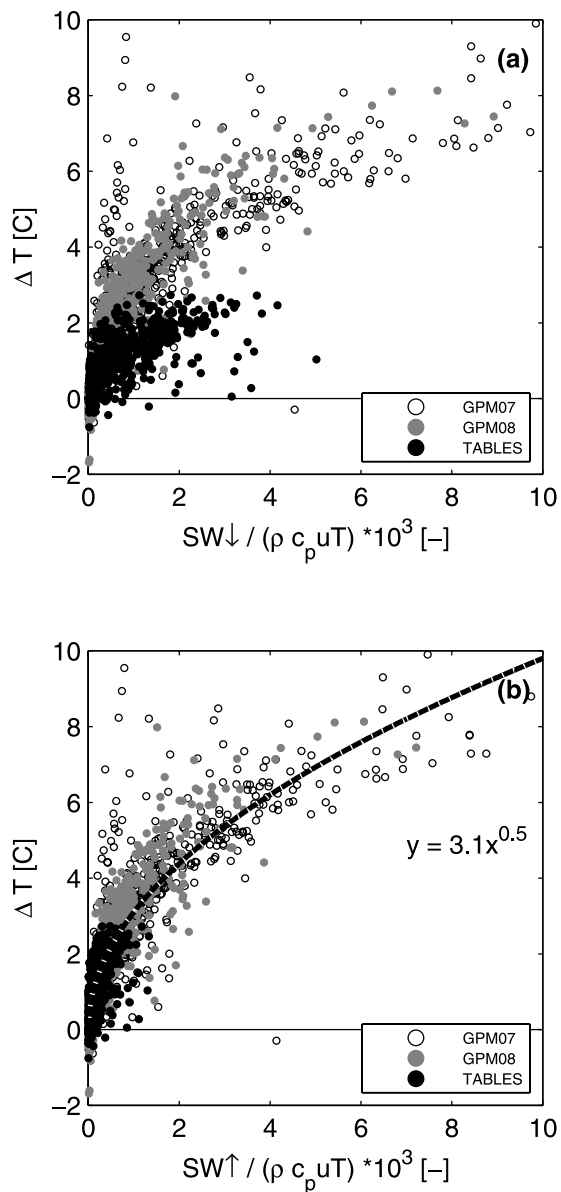 10
(a)
8
6
4
2
0
−2
Δ T [C]
GPM07
GPM08
TABLES
0 2 4 6 8 10
SW↓ / (ρ c_p uT) *10^3 [−]
10
(b)
8
6
4
2
0
−2
Δ T [C]
y = 3.1x^0.5
GPM07
GPM08
TABLES
0 2 4 6 8 10
SW↑ / (ρ c_p uT) *10^3 [−]